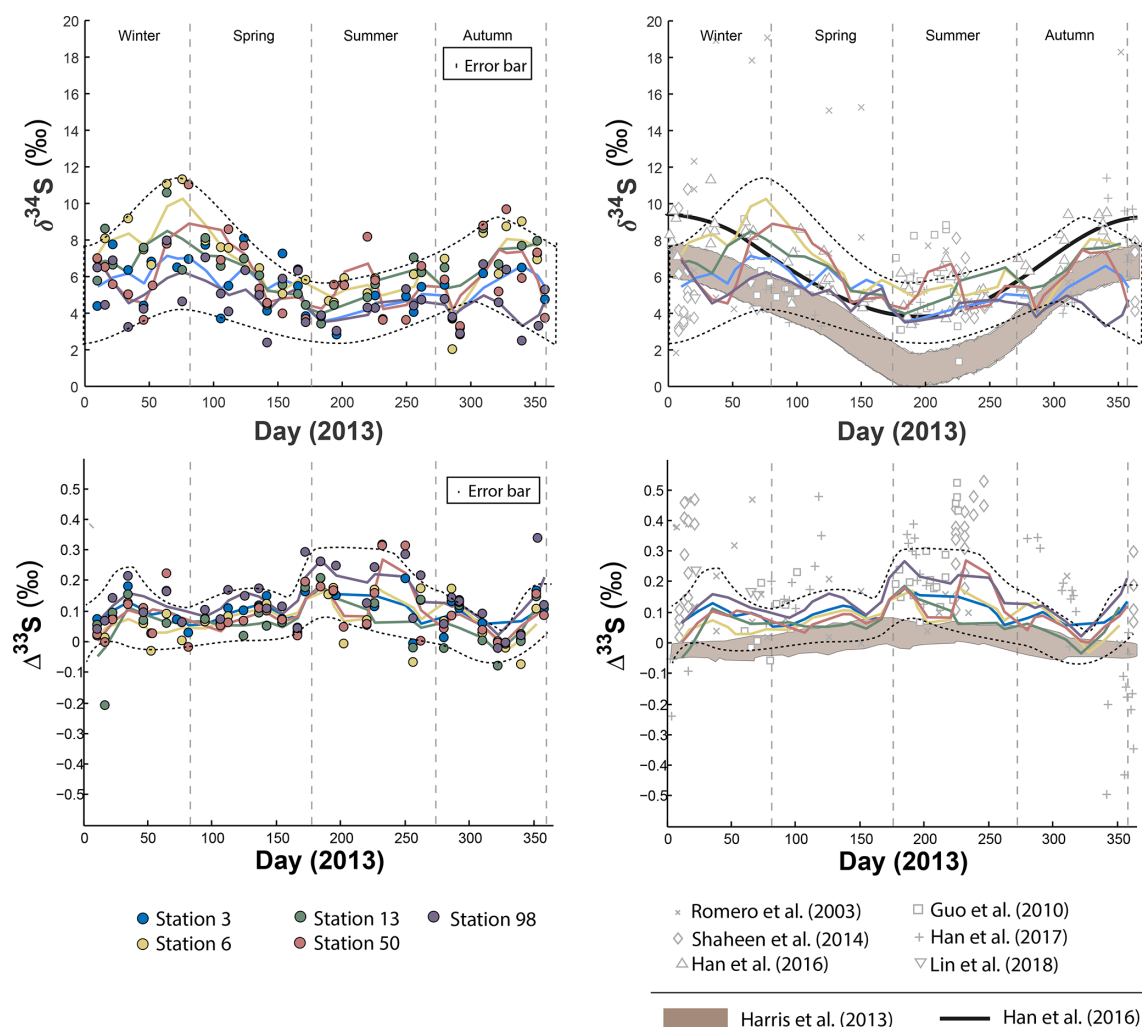 Winter Spring Summer Autumn
Error bar
20
18
16
14
12
10
8
6
4
2
0
δ³⁴S (‰)
0 50 100 150 200 250 300 350
Day (2013)
Winter Spring Summer Autumn
20
18
16
14
12
10
8
6
4
2
0
δ³⁴S (‰)
0 50 100 150 200 250 300 350
Day (2013)
Error bar
0.5
0.4
0.3
0.2
0.1
0
−0.1
−0.2
−0.3
−0.4
−0.5
Δ³³S (‰)
0 50 100 150 200 250 300 350
Day (2013)
0.5
0.4
0.3
0.2
0.1
0
−0.1
−0.2
−0.3
−0.4
−0.5
Δ³³S (‰)
0 50 100 150 200 250 300 350
Day (2013)
Station 3 Station 13 Station 98
Station 6 Station 50
Romero et al. (2003) Guo et al. (2010)
Shaheen et al. (2014) Han et al. (2017)
Han et al. (2016) Lin et al. (2018)
Harris et al. (2013) Han et al. (2016)